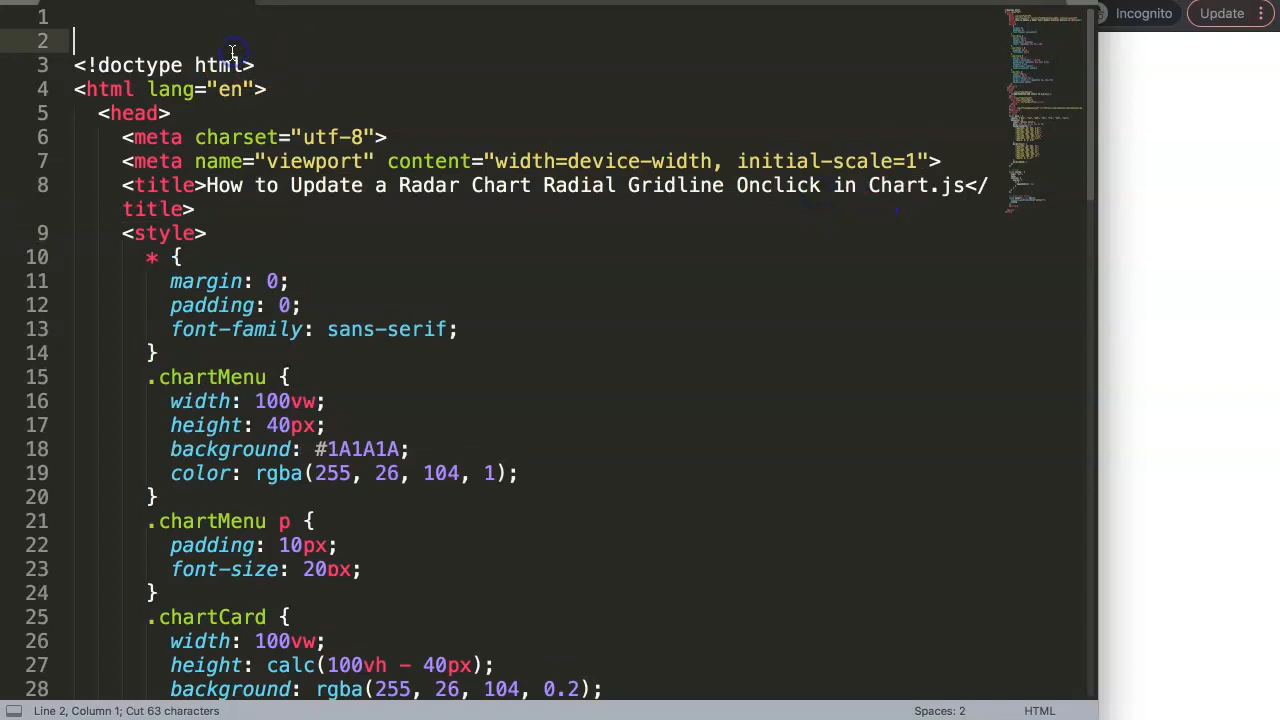 Incognito Update
1
2
3 <!doctype html>
4 <html lang="en">
5 <head>
6 <meta charset="utf-8">
7 <meta name="viewport" content="width=device-width, initial-scale=1">
8 <title>How to Update a Radar Chart Radial Gridline Onclick in Chart.js</
title>
9 <style>
10 * {
11 margin: 0;
12 padding: 0;
13 font-family: sans-serif;
14 }
15 .chartMenu {
16 width: 100vw;
17 height: 40px;
18 background: #1A1A1A;
19 color: rgba(255, 26, 104, 1);
20 }
21 .chartMenu p {
22 padding: 10px;
23 font-size: 20px;
24 }
25 .chartCard {
26 width: 100vw;
27 height: calc(100vh - 40px);
28 background: rgba(255, 26, 104, 0.2);
Line 2, Column 1; Cut 63 characters Spaces: 2 HTML